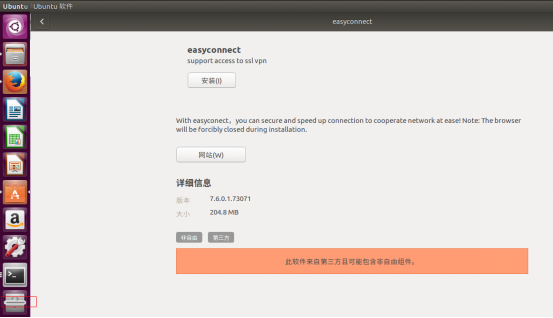 Ubuntu Ubuntu 软件
easyconnect
easyconnect
support access to ssl vpn
安装(I)
With easyconect, you can secure and speed up connection to cooperate network at ease! Note: The browser
will be forcibly closed during installation.
网站(W)
详细信息
版本 7.6.0.1.73071
大小 204.8 MB
非自由 第三方
此软件来自第三方且可能包含非自由组件。